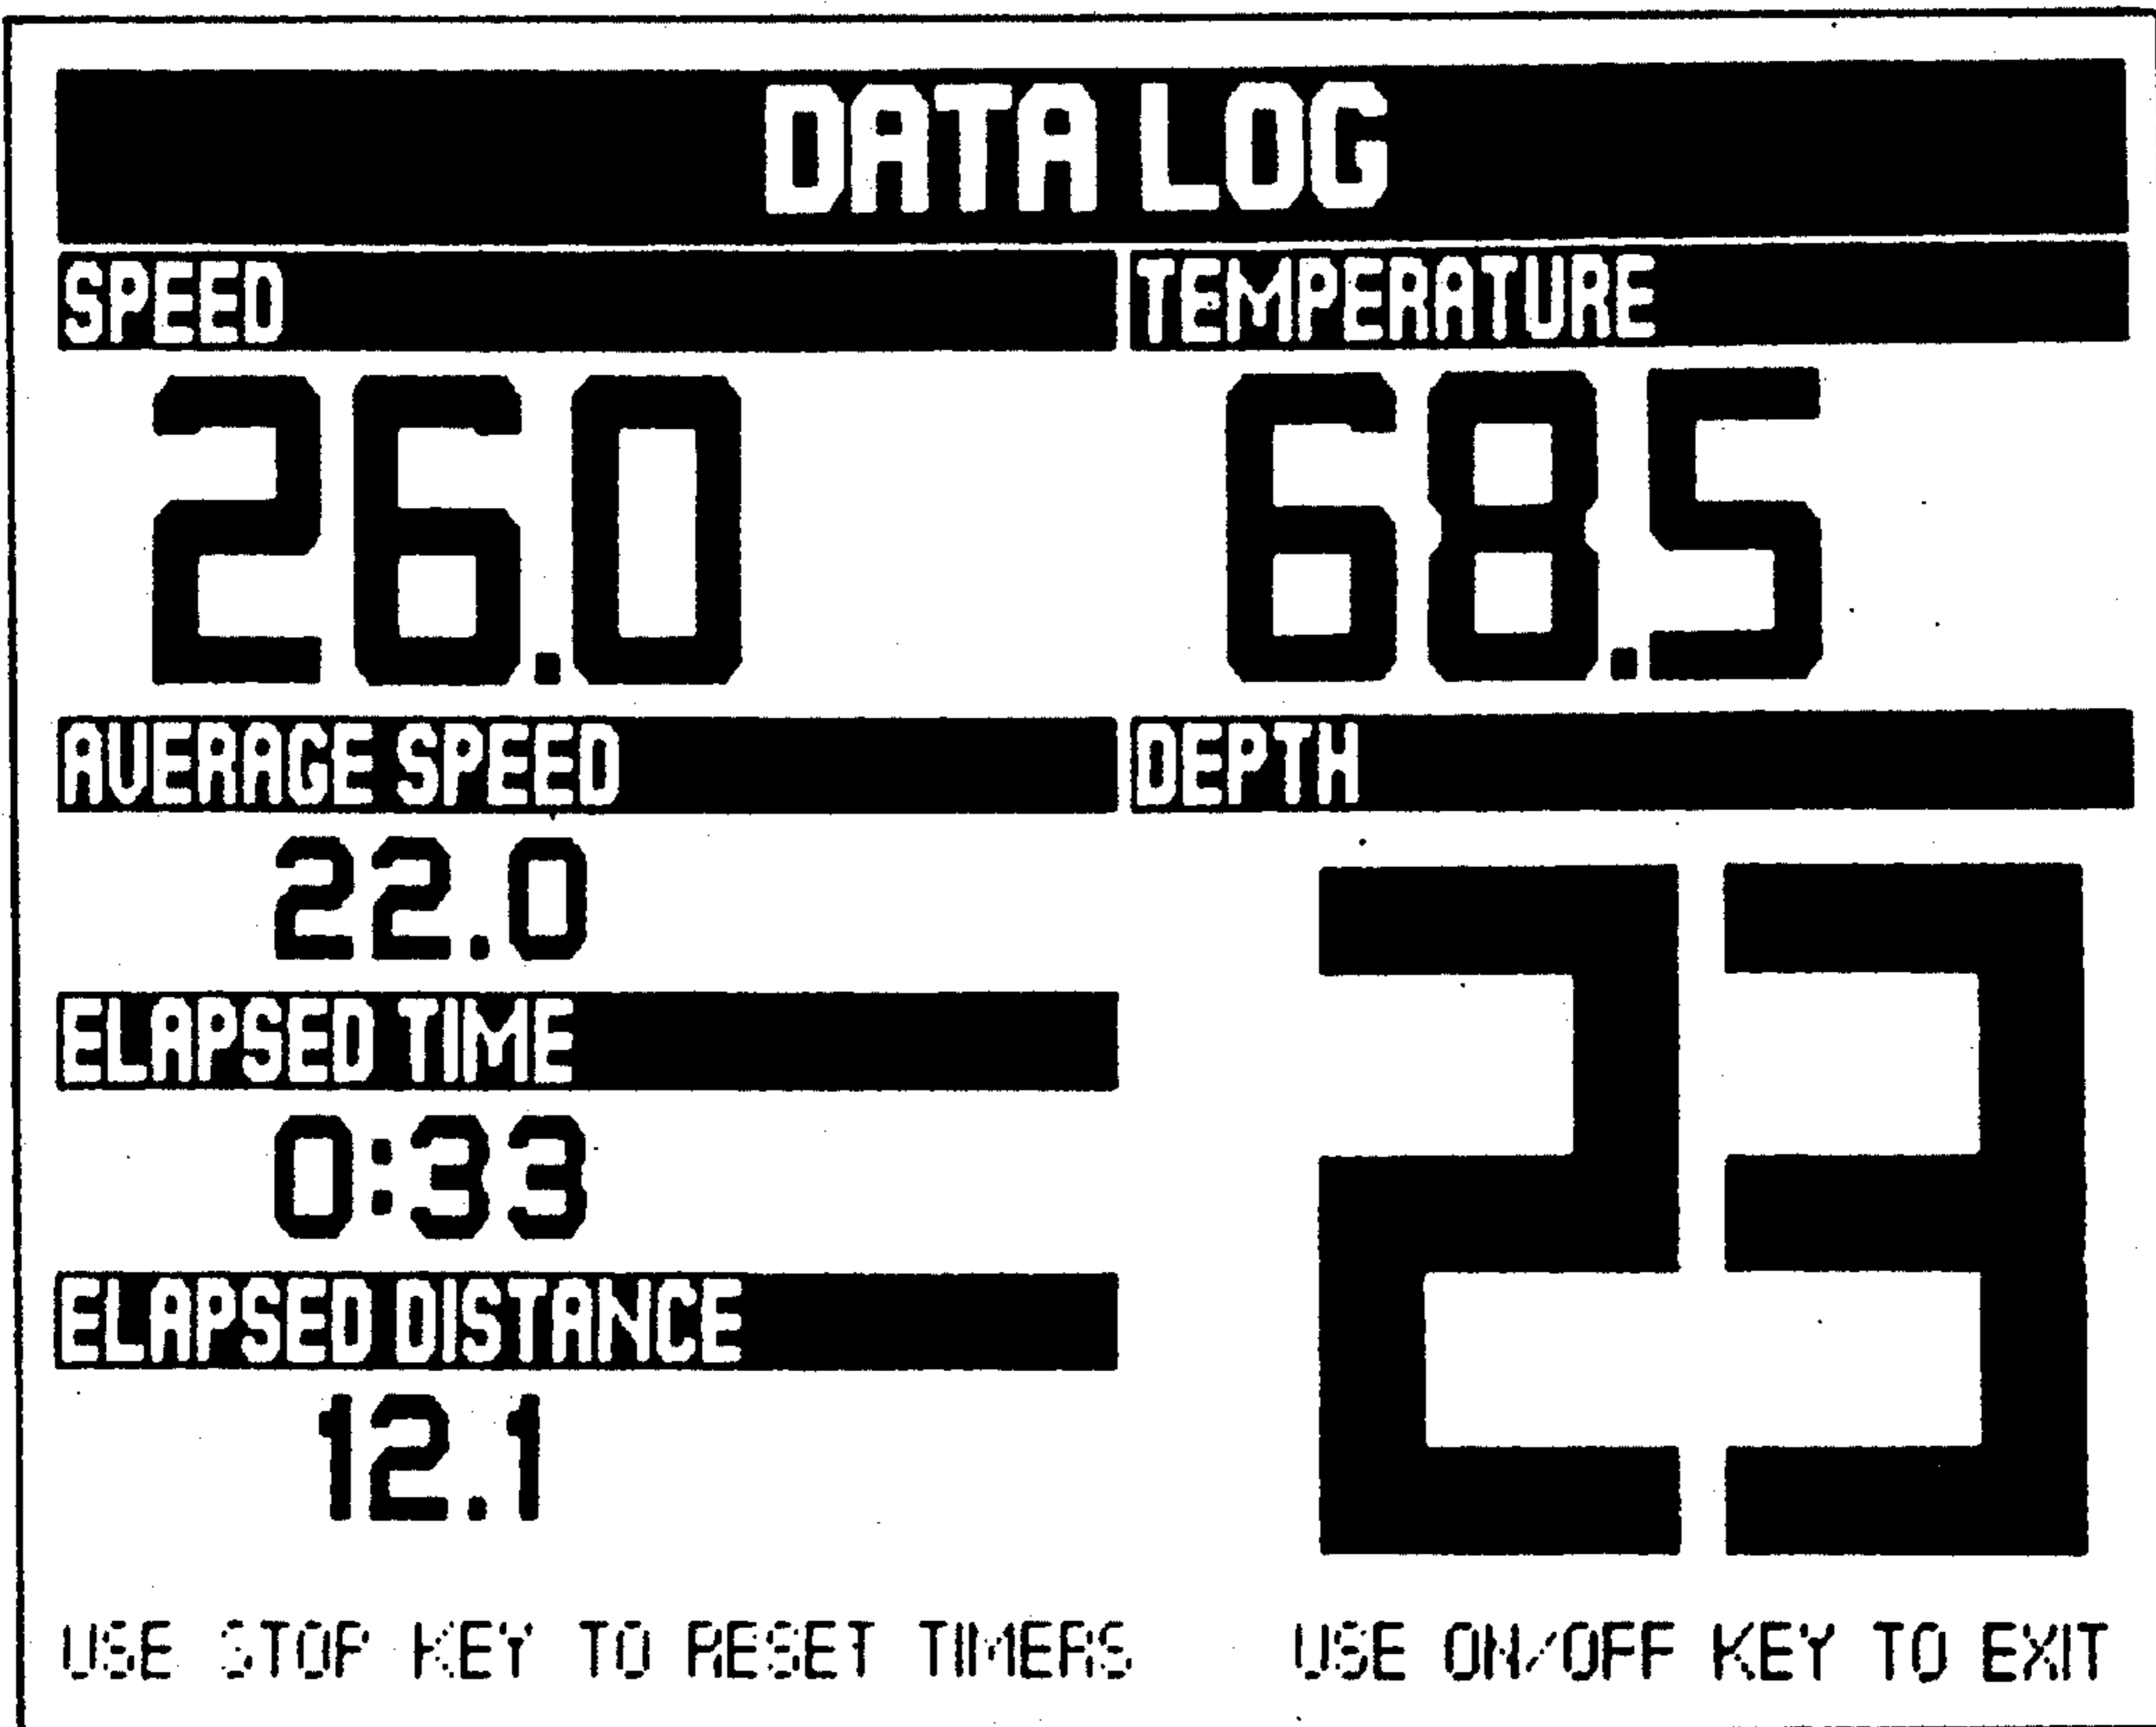 DATA LOG
SPEED TEMPERATURE
26.0 68.5
AVERAGE SPEED DEPTH
22.0
23
ELAPSED TIME
0:33
ELAPSED DISTANCE
12.1
USE STOP KEY TO RESET TIMERS USE ON/OFF KEY TO EXIT